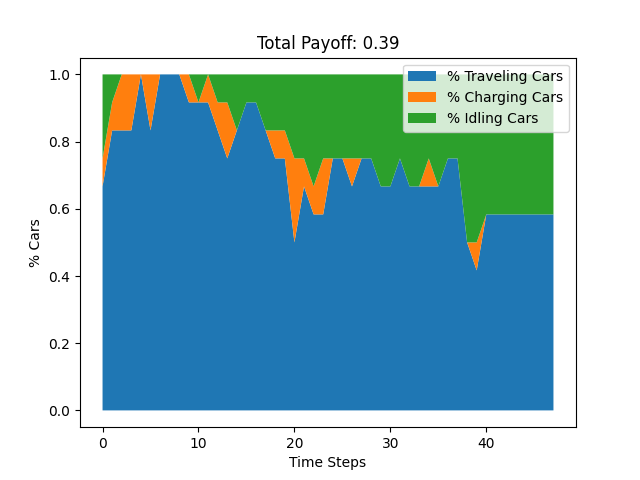 Total Payoff: 0.39
1.0
0.8
0.6
0.4
0.2
0.0
% Cars
% Traveling Cars
% Charging Cars
% Idling Cars
0 10 20 30 40
Time Steps